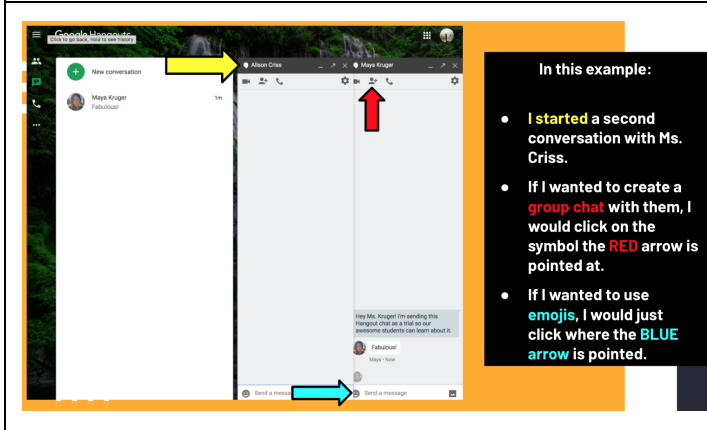 Google Hangouts
Click to go back, hold to see history
New conversation
Maya Kruger
1m
Fabulous!
Alison Criss
Maya Kruger
Hey Ms. Kruger! I'm sending this
Hangout chat as a trial so our
awesome students can learn about it.
Fabulous!
Maya • Now
Send a messa
Send a message
In this example:
● I started a second
conversation with Ms.
Criss.
● If I wanted to create a
group chat with them, I
would click on the
symbol the RED arrow is
pointed at.
● If I wanted to use
emojis, I would just
click where the BLUE
arrow is pointed.